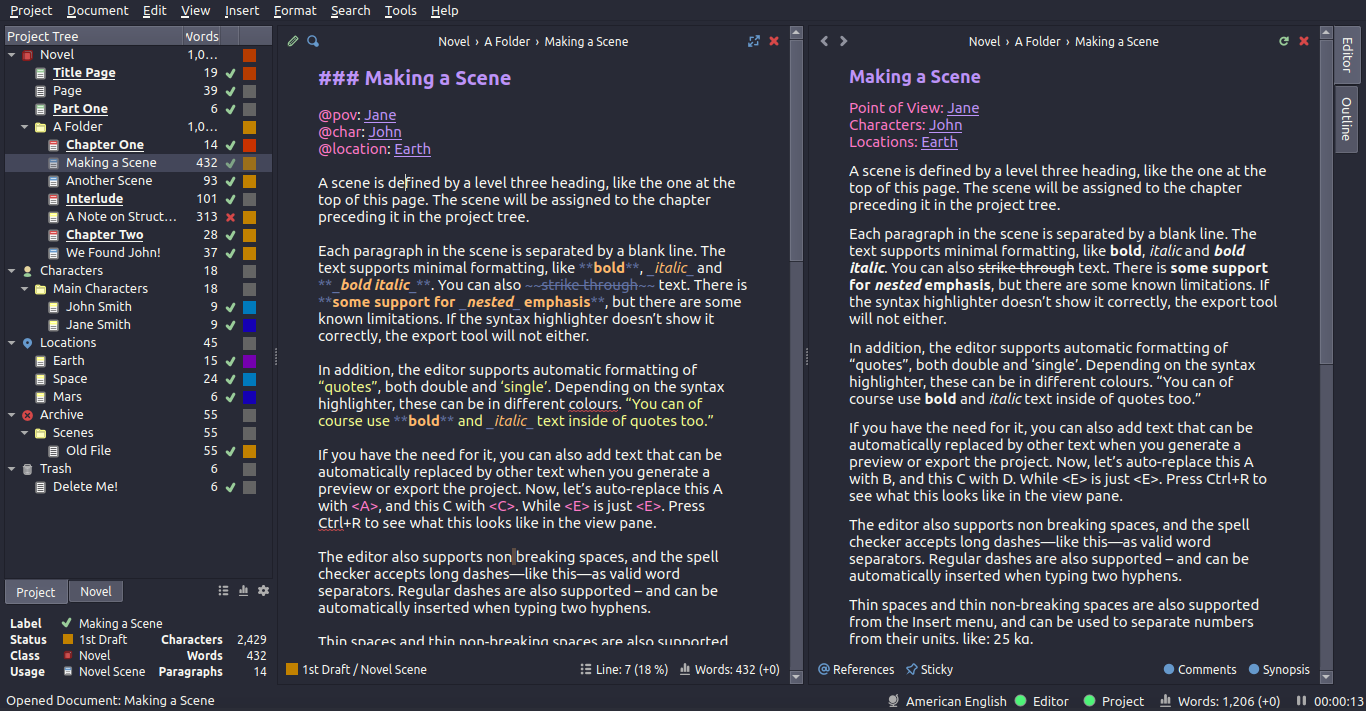 Project Document Edit View Insert Format Search Tools Help
Project Tree Words
Novel 1,0...
Title Page 19
Page 39
Part One 6
A Folder 1,0...
Chapter One 14
Making a Scene 432
Another Scene 93
Interlude 101
A Note on Struct... 313
Chapter Two 28
We Found John! 37
Characters 18
Main Characters 18
John Smith 9
Jane Smith 9
Locations 45
Earth 15
Space 24
Mars 6
Archive 55
Scenes 55
Old File 55
Trash 6
Delete Me! 6
Project Novel
Label Making a Scene
Status 1st Draft Characters 2,429
Class Novel Words 432
Usage Novel Scene Paragraphs 14
Novel › A Folder › Making a Scene
### Making a Scene
@pov: Jane
@char: John
@location: Earth
A scene is defined by a level three heading, like the one at the
top of this page. The scene will be assigned to the chapter
preceding it in the project tree.
Each paragraph in the scene is separated by a blank line. The
text supports minimal formatting, like **bold**, _italic_ and
**_bold italic_**. You can also ~~strike through~~ text. There is
**some support for _nested_ emphasis**, but there are some
known limitations. If the syntax highlighter doesn’t show it
correctly, the export tool will not either.
In addition, the editor supports automatic formatting of
“quotes”, both double and ‘single’. Depending on the syntax
highlighter, these can be in different colours. “You can of
course use **bold** and _italic_ text inside of quotes too.”
If you have the need for it, you can also add text that can be
automatically replaced by other text when you generate a
preview or export the project. Now, let’s auto-replace this A
with <A>, and this C with <C>. While <E> is just <E>. Press
Ctrl+R to see what this looks like in the view pane.
The editor also supports non breaking spaces, and the spell
checker accepts long dashes—like this—as valid word
separators. Regular dashes are also supported – and can be
automatically inserted when typing two hyphens.
Thin spaces and thin non-breaking spaces are also supported
1st Draft / Novel Scene Line: 7 (18 %) Words: 432 (+0)
Novel › A Folder › Making a Scene
Making a Scene
Point of View: Jane
Characters: John
Locations: Earth
A scene is defined by a level three heading, like the one at the
top of this page. The scene will be assigned to the chapter
preceding it in the project tree.
Each paragraph in the scene is separated by a blank line. The
text supports minimal formatting, like bold, italic and bold
italic. You can also strike through text. There is some support
for nested emphasis, but there are some known limitations. If
the syntax highlighter doesn’t show it correctly, the export tool
will not either.
In addition, the editor supports automatic formatting of
“quotes”, both double and ‘single’. Depending on the syntax
highlighter, these can be in different colours. “You can of
course use bold and italic text inside of quotes too.”
If you have the need for it, you can also add text that can be
automatically replaced by other text when you generate a
preview or export the project. Now, let’s auto-replace this A
with B, and this C with D. While <E> is just <E>. Press Ctrl+R to
see what this looks like in the view pane.
The editor also supports non breaking spaces, and the spell
checker accepts long dashes—like this—as valid word
separators. Regular dashes are also supported – and can be
automatically inserted when typing two hyphens.
Thin spaces and thin non-breaking spaces are also supported
from the Insert menu, and can be used to separate numbers
from their units. like: 25 kg.
References Sticky Comments Synopsis
Editor
Outline
Opened Document: Making a Scene American English Editor Project Words: 1,206 (+0) 00:00:13